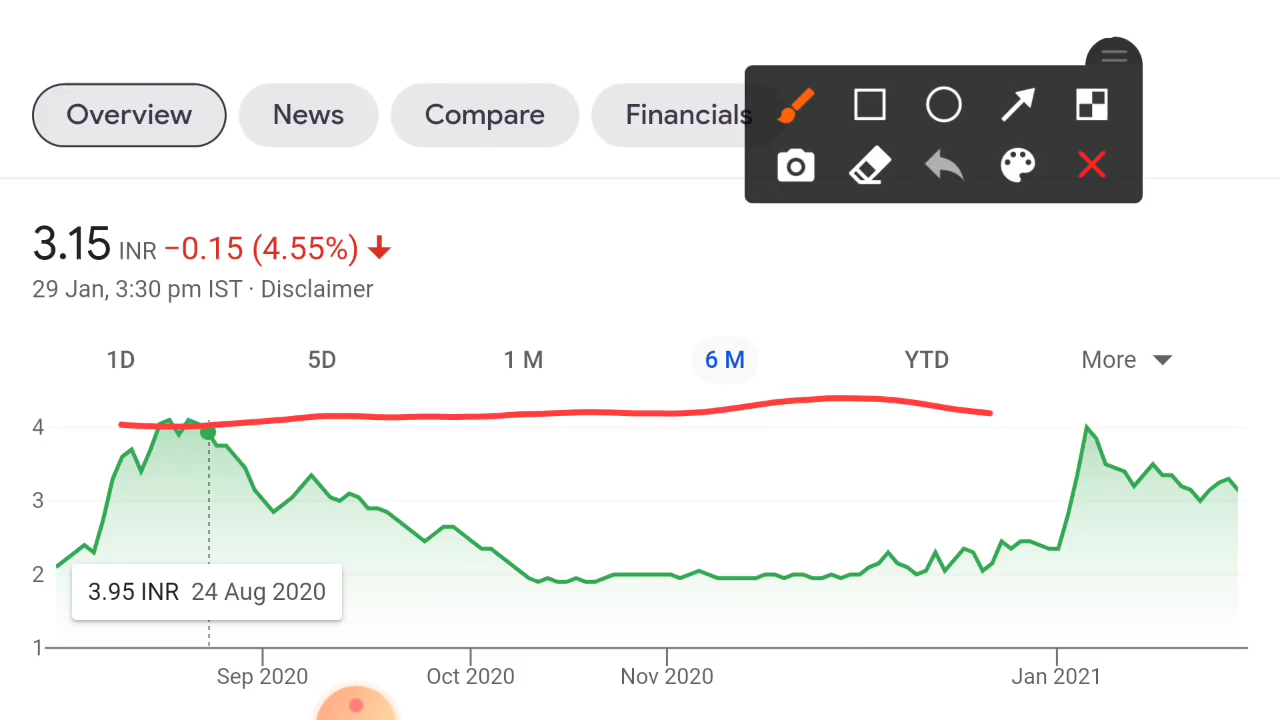 Overview News Compare Financials
3.15 INR −0.15 (4.55%)
29 Jan, 3:30 pm IST · Disclaimer
1D 5D 1 M 6 M YTD More
4
3
2
3.95 INR 24 Aug 2020
1
Sep 2020 Oct 2020 Nov 2020 Jan 2021